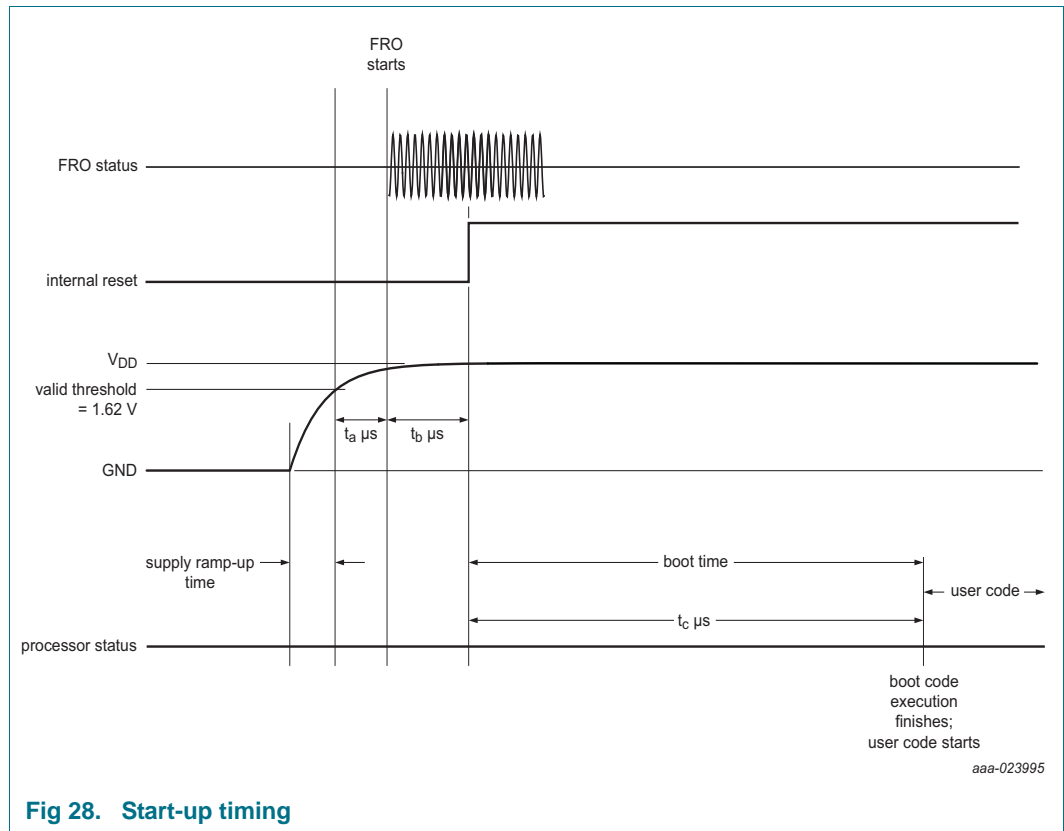 FRO
starts
FRO status
internal reset
VDD
valid threshold
= 1.62 V
ta µs
tb µs
GND
supply ramp-up
time
boot time
user code
tc µs
processor status
boot code
execution
finishes;
user code starts
aaa-023995
Fig 28. Start-up timing